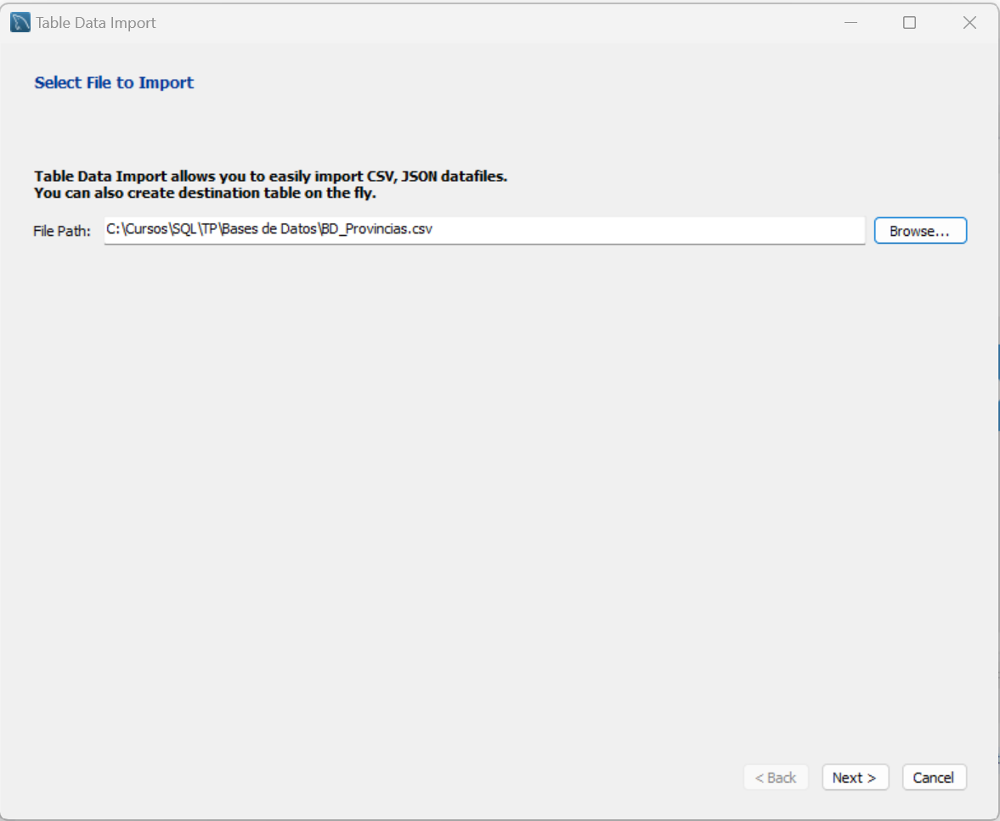 Table Data Import
Select File to Import
Table Data Import allows you to easily import CSV, JSON datafiles.
You can also create destination table on the fly.
File Path: C:\Cursos\SQL\TP\Bases de Datos\BD_Provincias.csv Browse...
< Back Next > Cancel